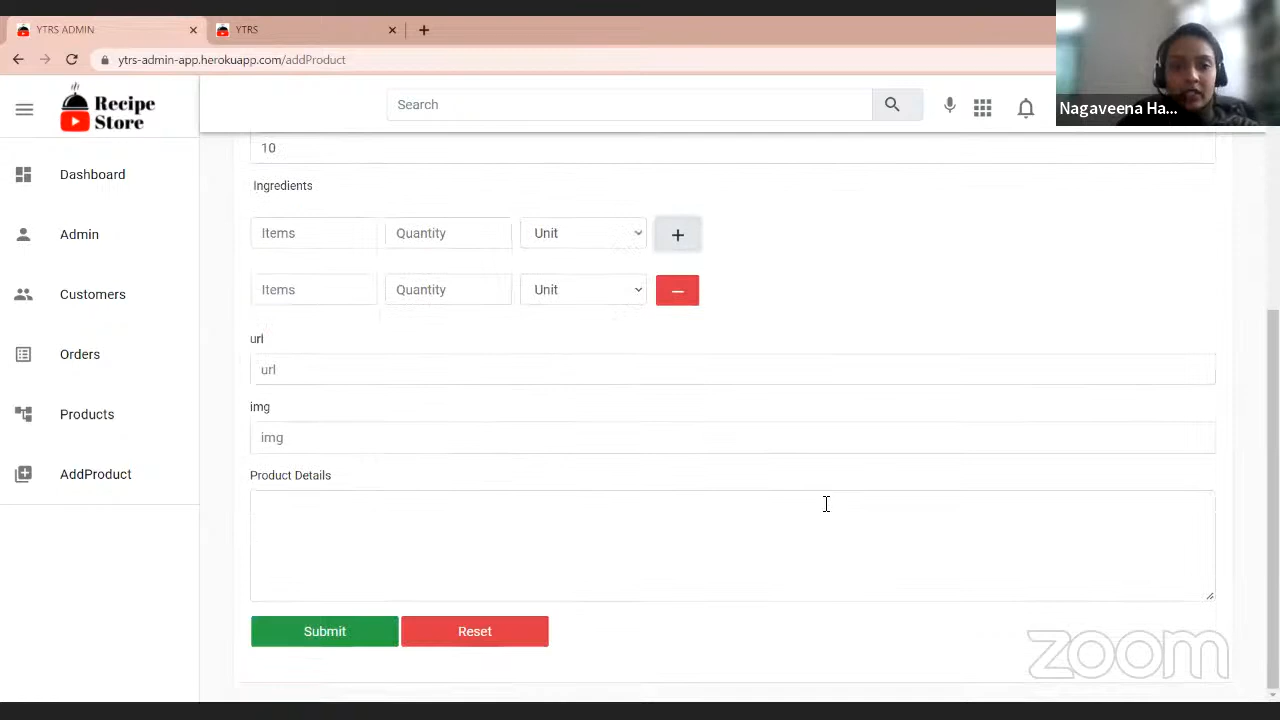 YTRS ADMIN
YTRS
ytrs-admin-app.herokuapp.com/addProduct
Nagaveena Ha...
Recipe
Store
Search
Dashboard
Admin
Customers
Orders
Products
AddProduct
10
Ingredients
Items Quantity Unit +
Items Quantity Unit –
url
url
img
img
Product Details
Submit Reset
zoom